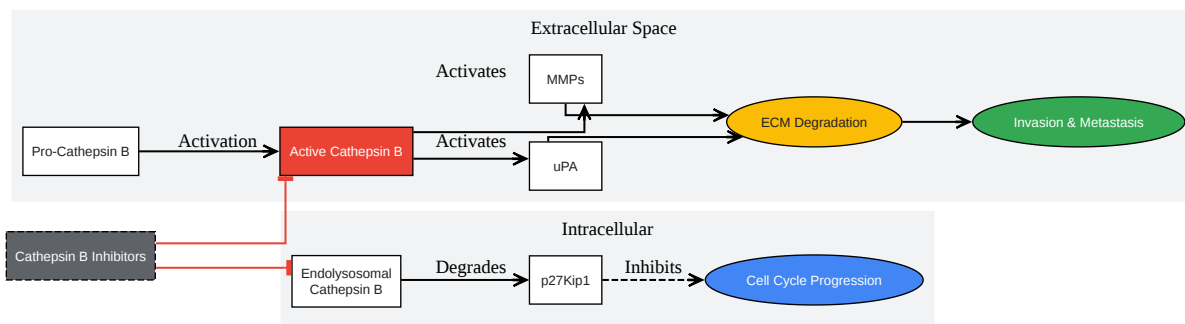 Extracellular Space
Activates
MMPs
Pro-Cathepsin B
Activation
Active Cathepsin B
Activates
uPA
ECM Degradation
Invasion & Metastasis
Cathepsin B Inhibitors
Intracellular
Endolysosomal
Cathepsin B
Degrades
p27Kip1
Inhibits
Cell Cycle Progression